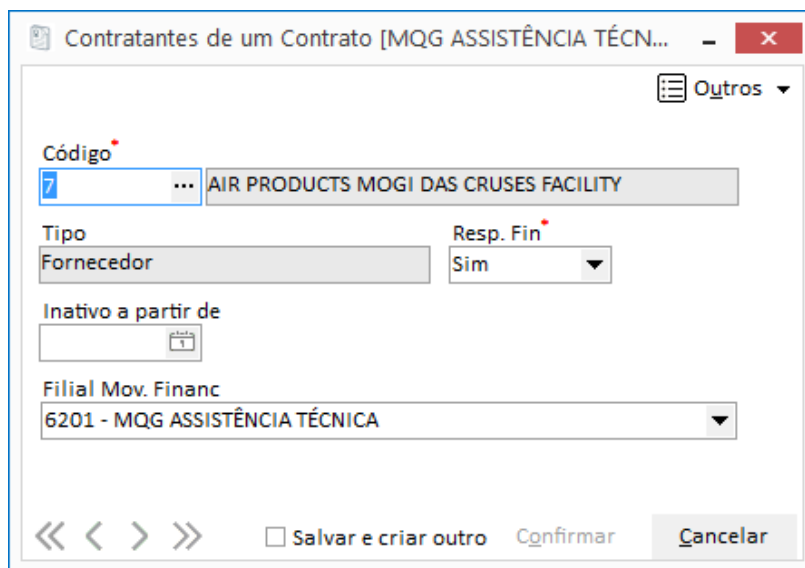 Contratantes de um Contrato [MQG ASSISTÊNCIA TÉCN...
Outros
Código*
7 ... AIR PRODUCTS MOGI DAS CRUSES FACILITY
Tipo Resp. Fin*
Fornecedor Sim
Inativo a partir de
1
Filial Mov. Financ
6201 - MQG ASSISTÊNCIA TÉCNICA
Salvar e criar outro Confirmar Cancelar